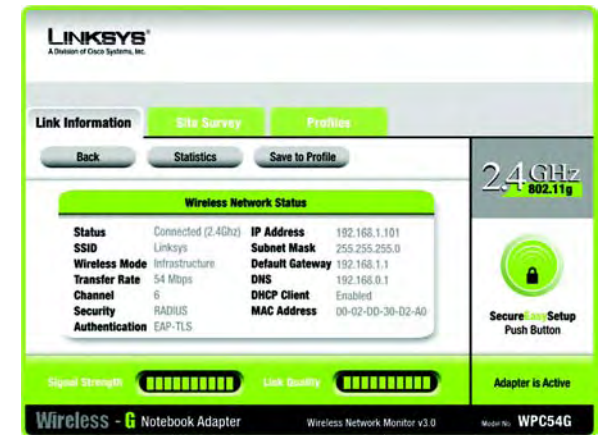 LINKSYS®
A Division of Cisco Systems, Inc.
Link Information Site Survey Profiles
Back Statistics Save to Profile
2.4 GHz
802.11g
Wireless Network Status
Status Connected (2.4Ghz) IP Address 192.168.1.101
SSID Linksys Subnet Mask 255.255.255.0
Wireless Mode Infrastructure Default Gateway 192.168.1.1
Transfer Rate 54 Mbps DNS 192.168.0.1
Channel 6 DHCP Client Enabled
Security RADIUS MAC Address 00-02-DD-30-D2-A0
Authentication EAP-TLS
SecureEasySetup
Push Button
Signal Strength Link Quality Adapter is Active
Wireless - G Notebook Adapter Wireless Network Monitor v3.0 Model No. WPC54G